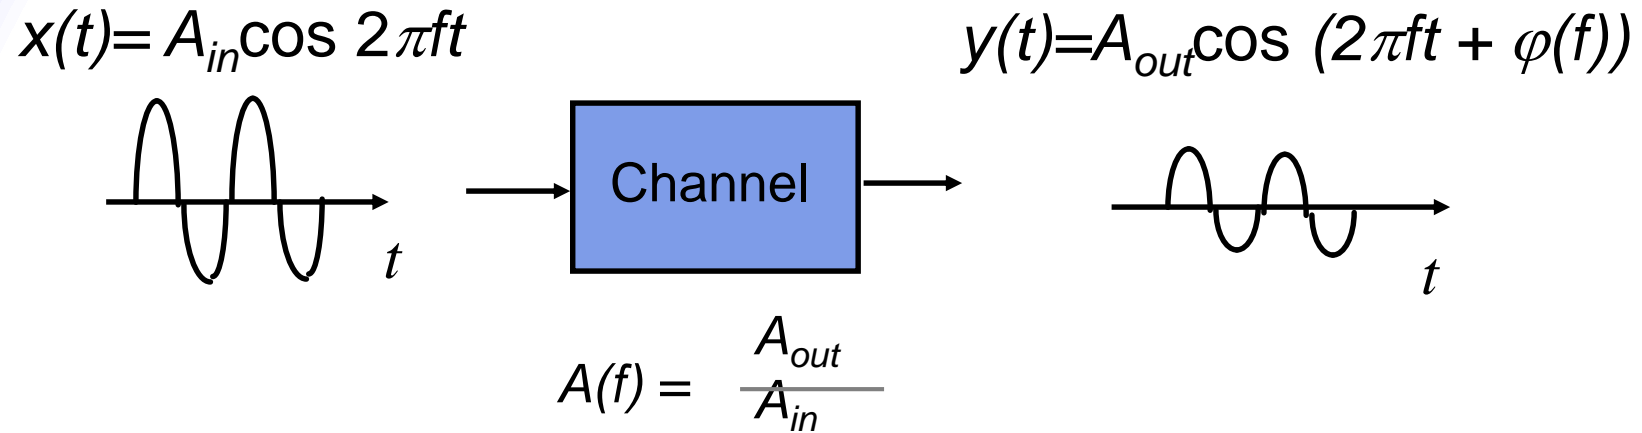 x(t)= A_in cos 2πft
y(t)=A_out cos (2πft + φ(f))
Channel
t
t
A(f) = A_out
A_in